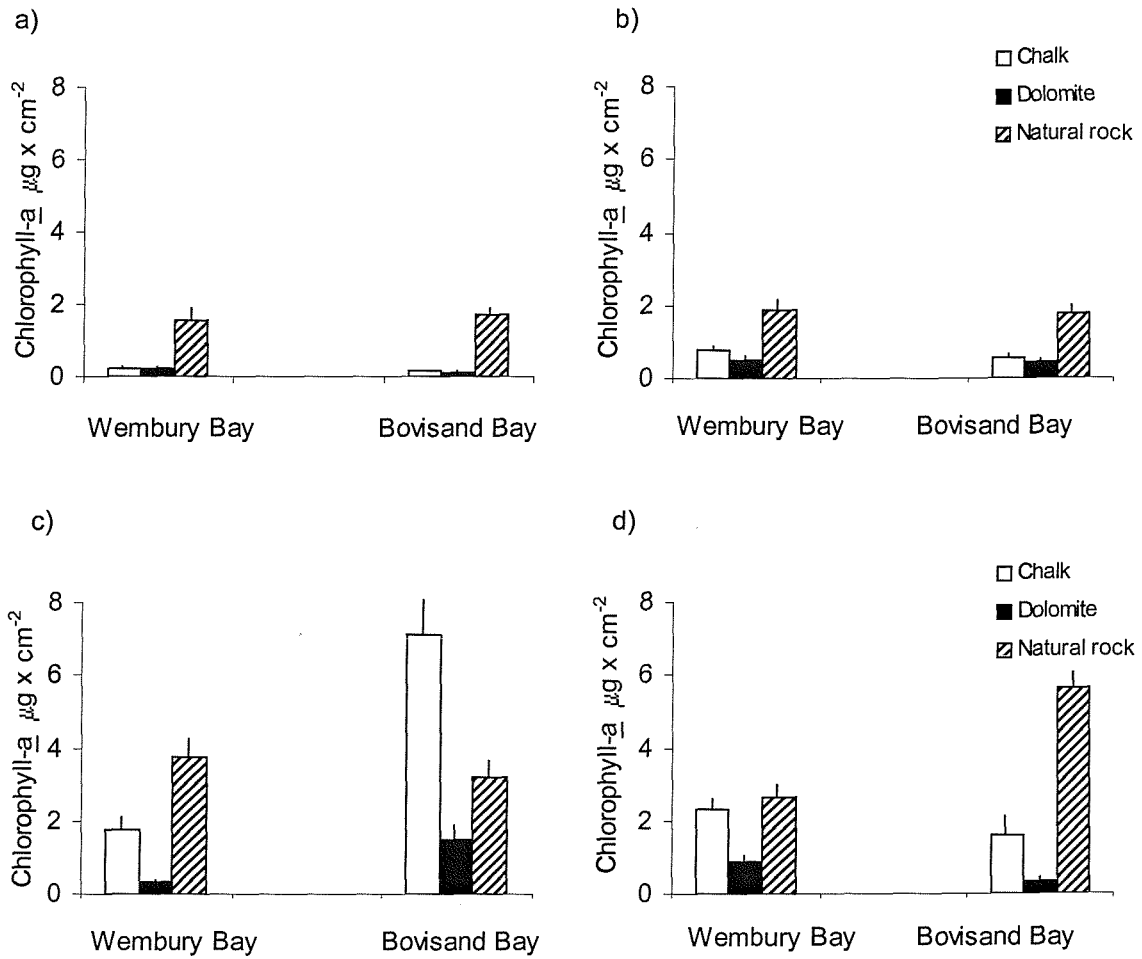 a)
Chlorophyll-a µg x cm-2
8
6
4
2
0
Wembury Bay
Bovisand Bay
b)
Chlorophyll-a µg x cm-2
8
6
4
2
0
Chalk
Dolomite
Natural rock
Wembury Bay
Bovisand Bay
c)
Chlorophyll-a µg x cm-2
8
6
4
2
0
Wembury Bay
Bovisand Bay
d)
Chlorophyll-a µg x cm-2
8
6
4
2
0
Chalk
Dolomite
Natural rock
Wembury Bay
Bovisand Bay